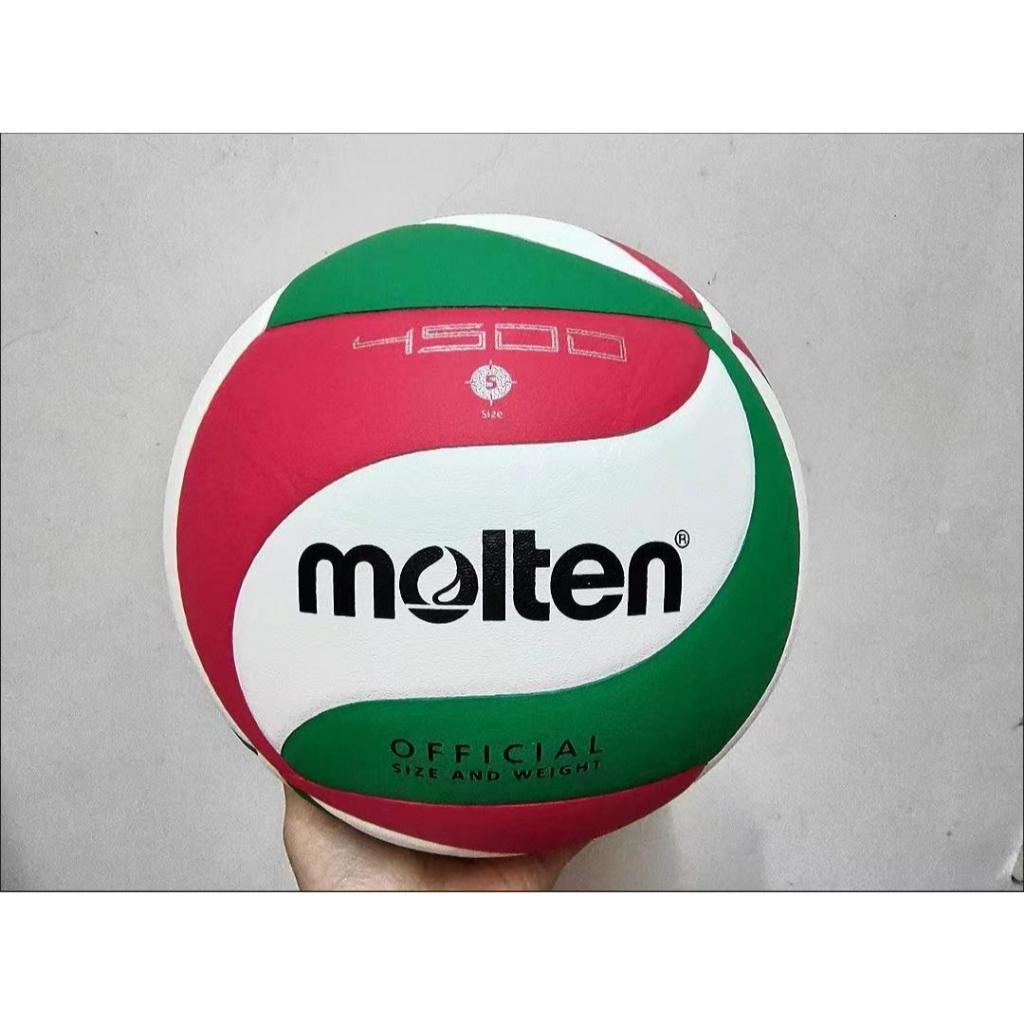 4500
5
Size
molten®
OFFICIAL
SIZE AND WEIGHT